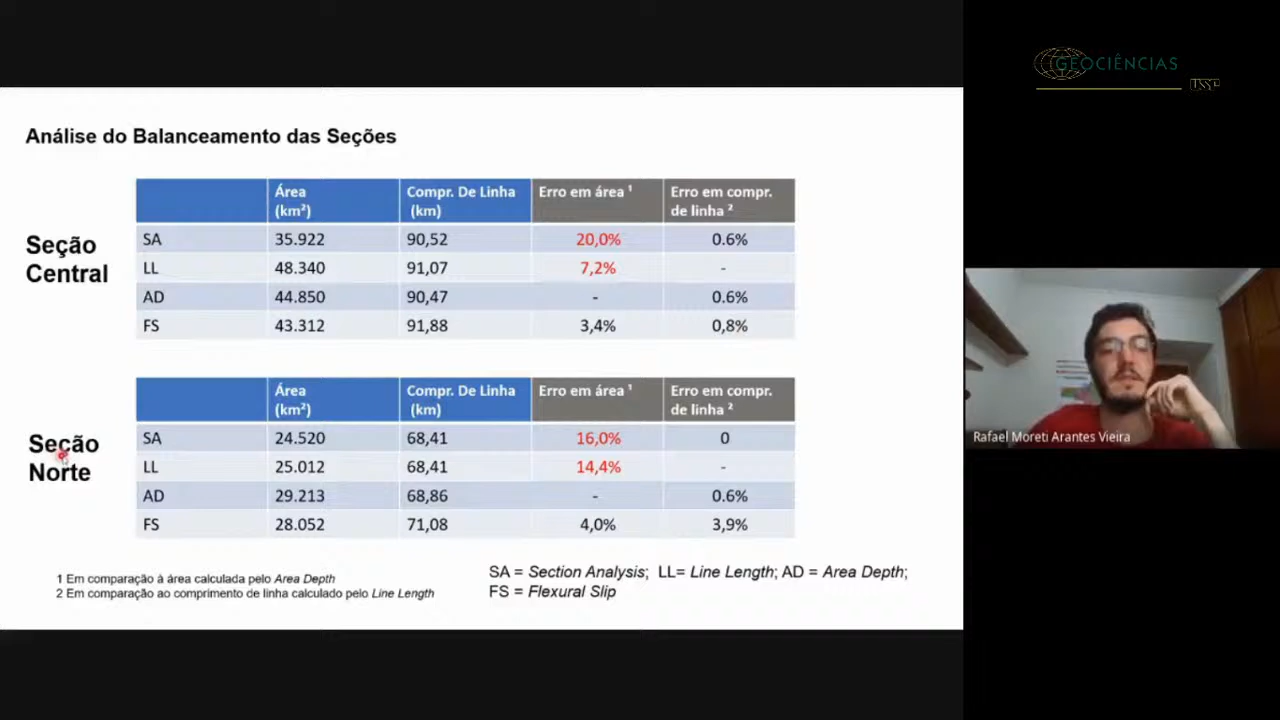 GEOCIÊNCIAS
USP
Análise do Balanceamento das Seções
Área Compr. De Linha Erro em área ¹ Erro em compr.
(km²) (km) de linha ²
Seção
Central
SA 35.922 90,52 20,0% 0.6%
LL 48.340 91,07 7,2% -
AD 44.850 90,47 - 0.6%
FS 43.312 91,88 3,4% 0,8%
Área Compr. De Linha Erro em área ¹ Erro em compr.
(km²) (km) de linha ²
Seção
Norte
SA 24.520 68,41 16,0% 0
LL 25.012 68,41 14,4% -
AD 29.213 68,86 - 0.6%
FS 28.052 71,08 4,0% 3,9%
1 Em comparação à área calculada pelo Area Depth
2 Em comparação ao comprimento de linha calculado pelo Line Length
SA = Section Analysis; LL= Line Length; AD = Area Depth;
FS = Flexural Slip
Rafael Moreti Arantes Vieira